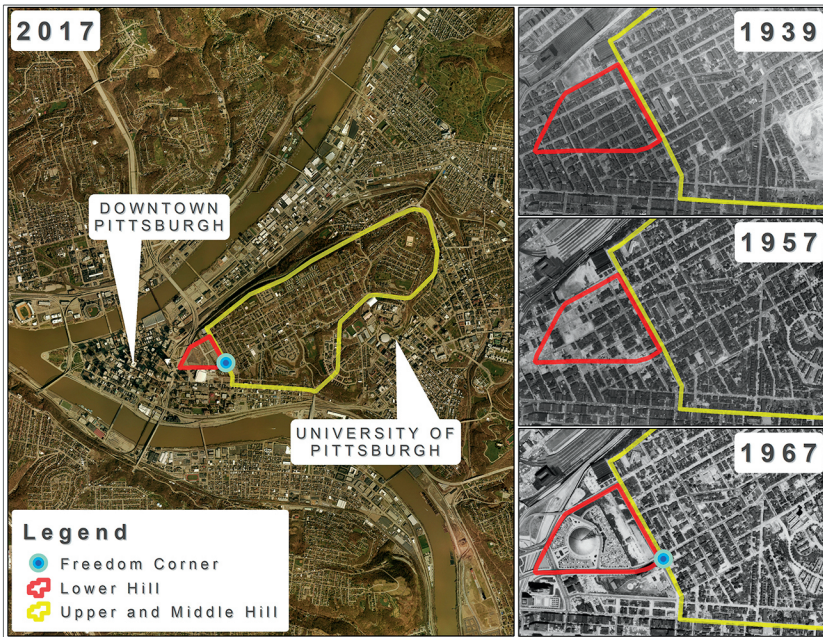 2017
DOWNTOWN
PITTSBURGH
UNIVERSITY OF
PITTSBURGH
Legend
Freedom Corner
Lower Hill
Upper and Middle Hill
1939
1957
1967